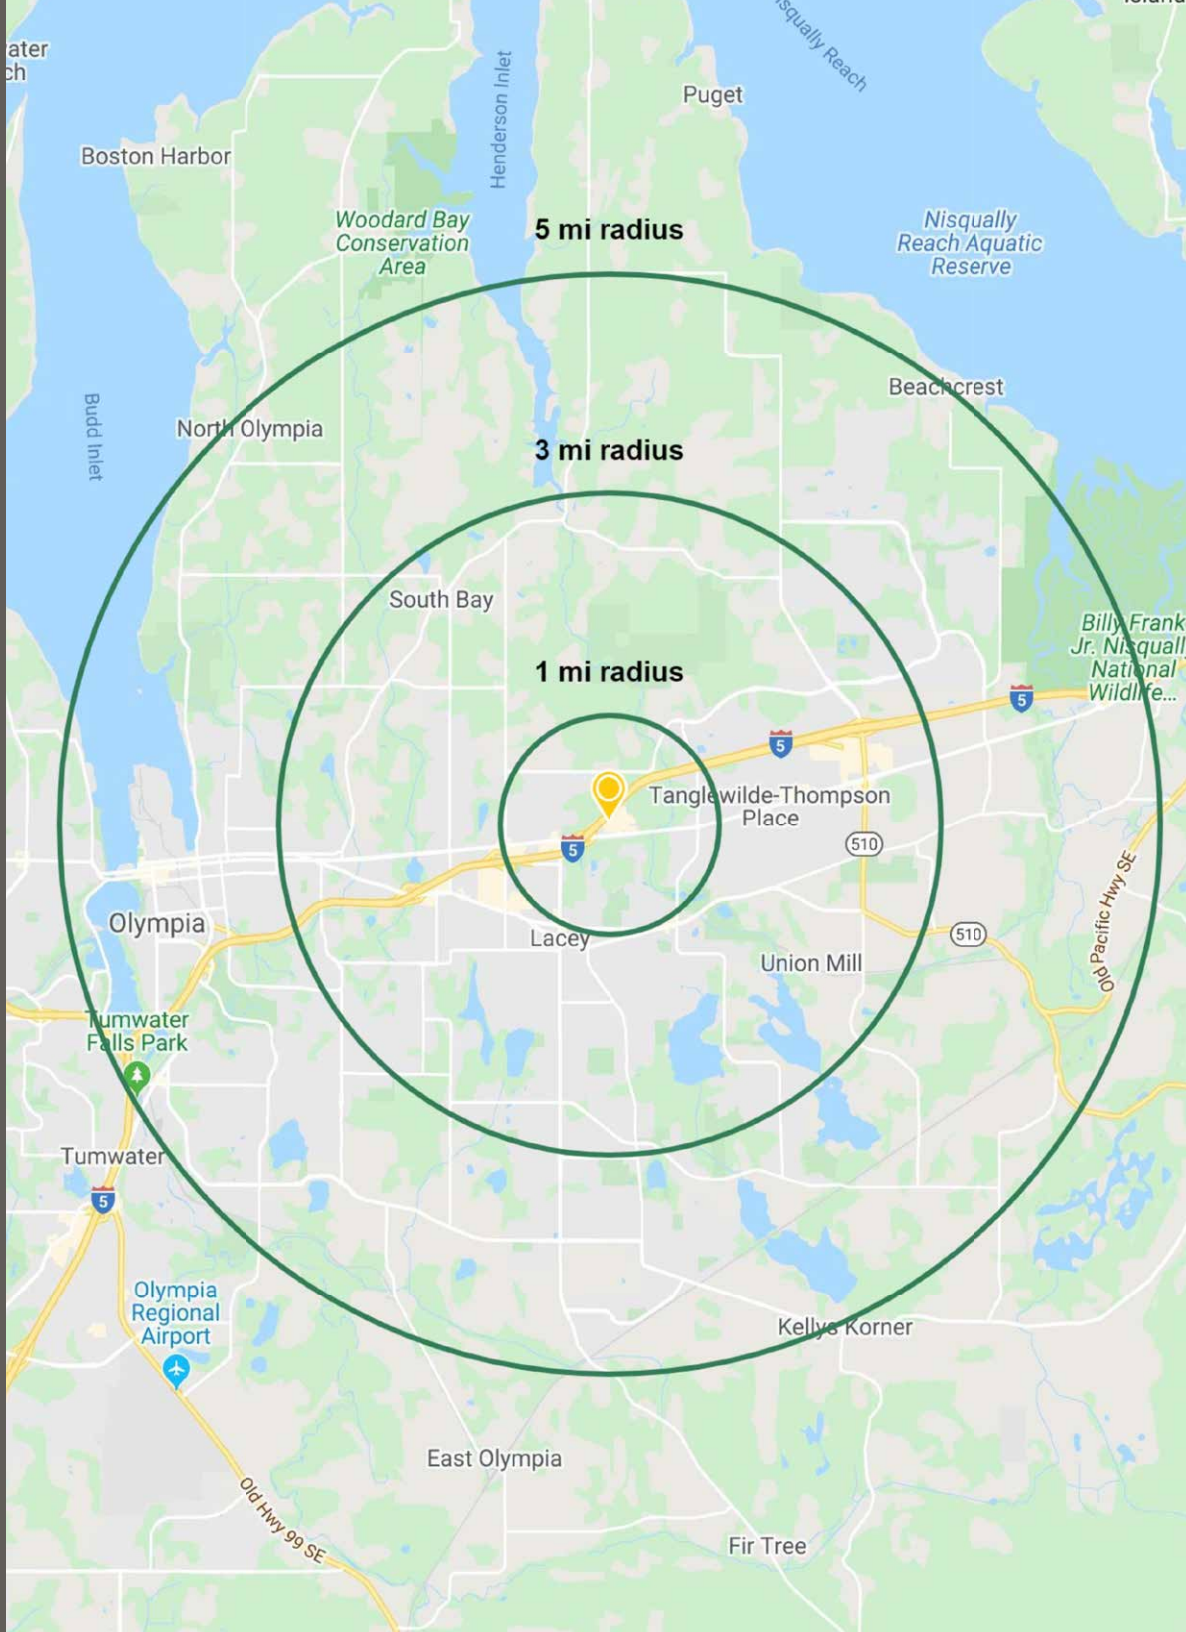 Puget
squally Reach
Henderson Inlet
Boston Harbor
Woodard Bay
Conservation
Area
5 mi radius
Nisqually
Reach Aquatic
Reserve
Beachcrest
Budd Inlet
North Olympia
3 mi radius
South Bay
Billy Frank
Jr. Nisqually
National
Wildlife...
1 mi radius
5
5
Tanglewilde-Thompson
Place
5
510
Olympia
Lacey
510
Old Pacific Hwy SE
Union Mill
Tumwater
Falls Park
Tumwater
5
Olympia
Regional
Airport
Kellys Korner
East Olympia
Old Hwy 99 SE
Fir Tree